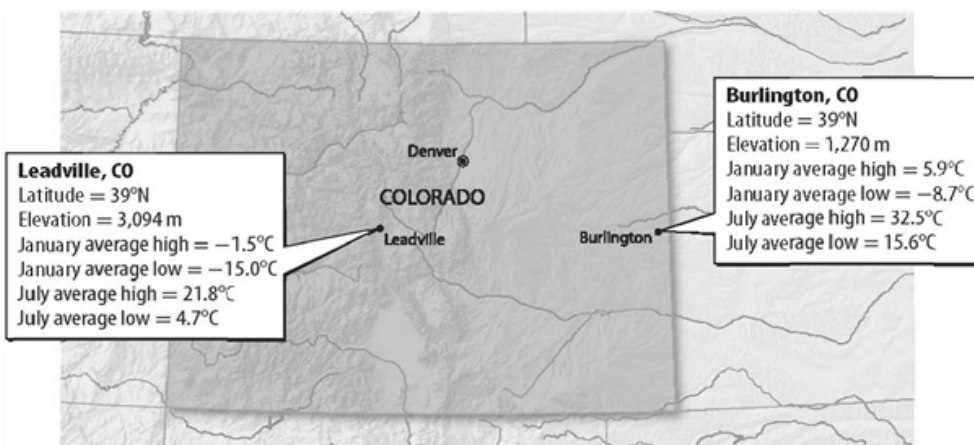 Burlington, CO
Latitude = 39°N
Elevation = 1,270 m
January average high = 5.9°C
January average low = −8.7°C
July average high = 32.5°C
July average low = 15.6°C
Denver
Leadville, CO
Latitude = 39°N
Elevation = 3,094 m
January average high = −1.5°C
January average low = −15.0°C
July average high = 21.8°C
July average low = 4.7°C
COLORADO
Leadville
Burlington